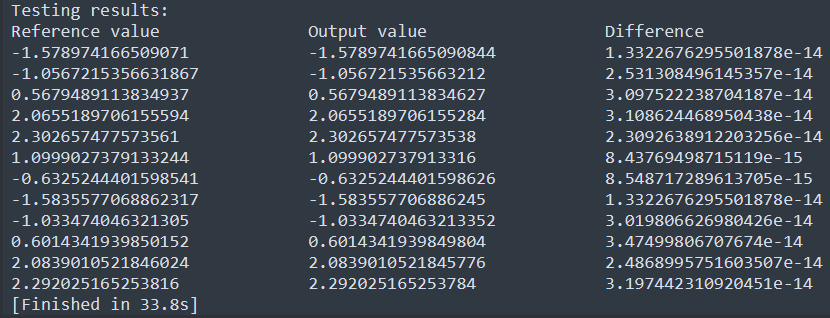 Testing results:
Reference value Output value Difference
-1.578974166509071 -1.5789741665090844 1.3322676295501878e-14
-1.0567215356631867 -1.056721535663212 2.531308496145357e-14
0.5679489113834937 0.5679489113834627 3.097522238704187e-14
2.0655189706155594 2.0655189706155284 3.108624468950438e-14
2.302657477573561 2.302657477573538 2.3092638912203256e-14
1.0999027379133244 1.099902737913316 8.43769498715119e-15
-0.6325244401598541 -0.6325244401598626 8.548717289613705e-15
-1.5835577068862317 -1.583557706886245 1.3322676295501878e-14
-1.033474046321305 -1.0334740463213352 3.019806626980426e-14
0.6014341939850152 0.6014341939849804 3.47499806707674e-14
2.0839010521846024 2.0839010521845776 2.4868995751603507e-14
2.292025165253816 2.292025165253784 3.197442310920451e-14
[Finished in 33.8s]